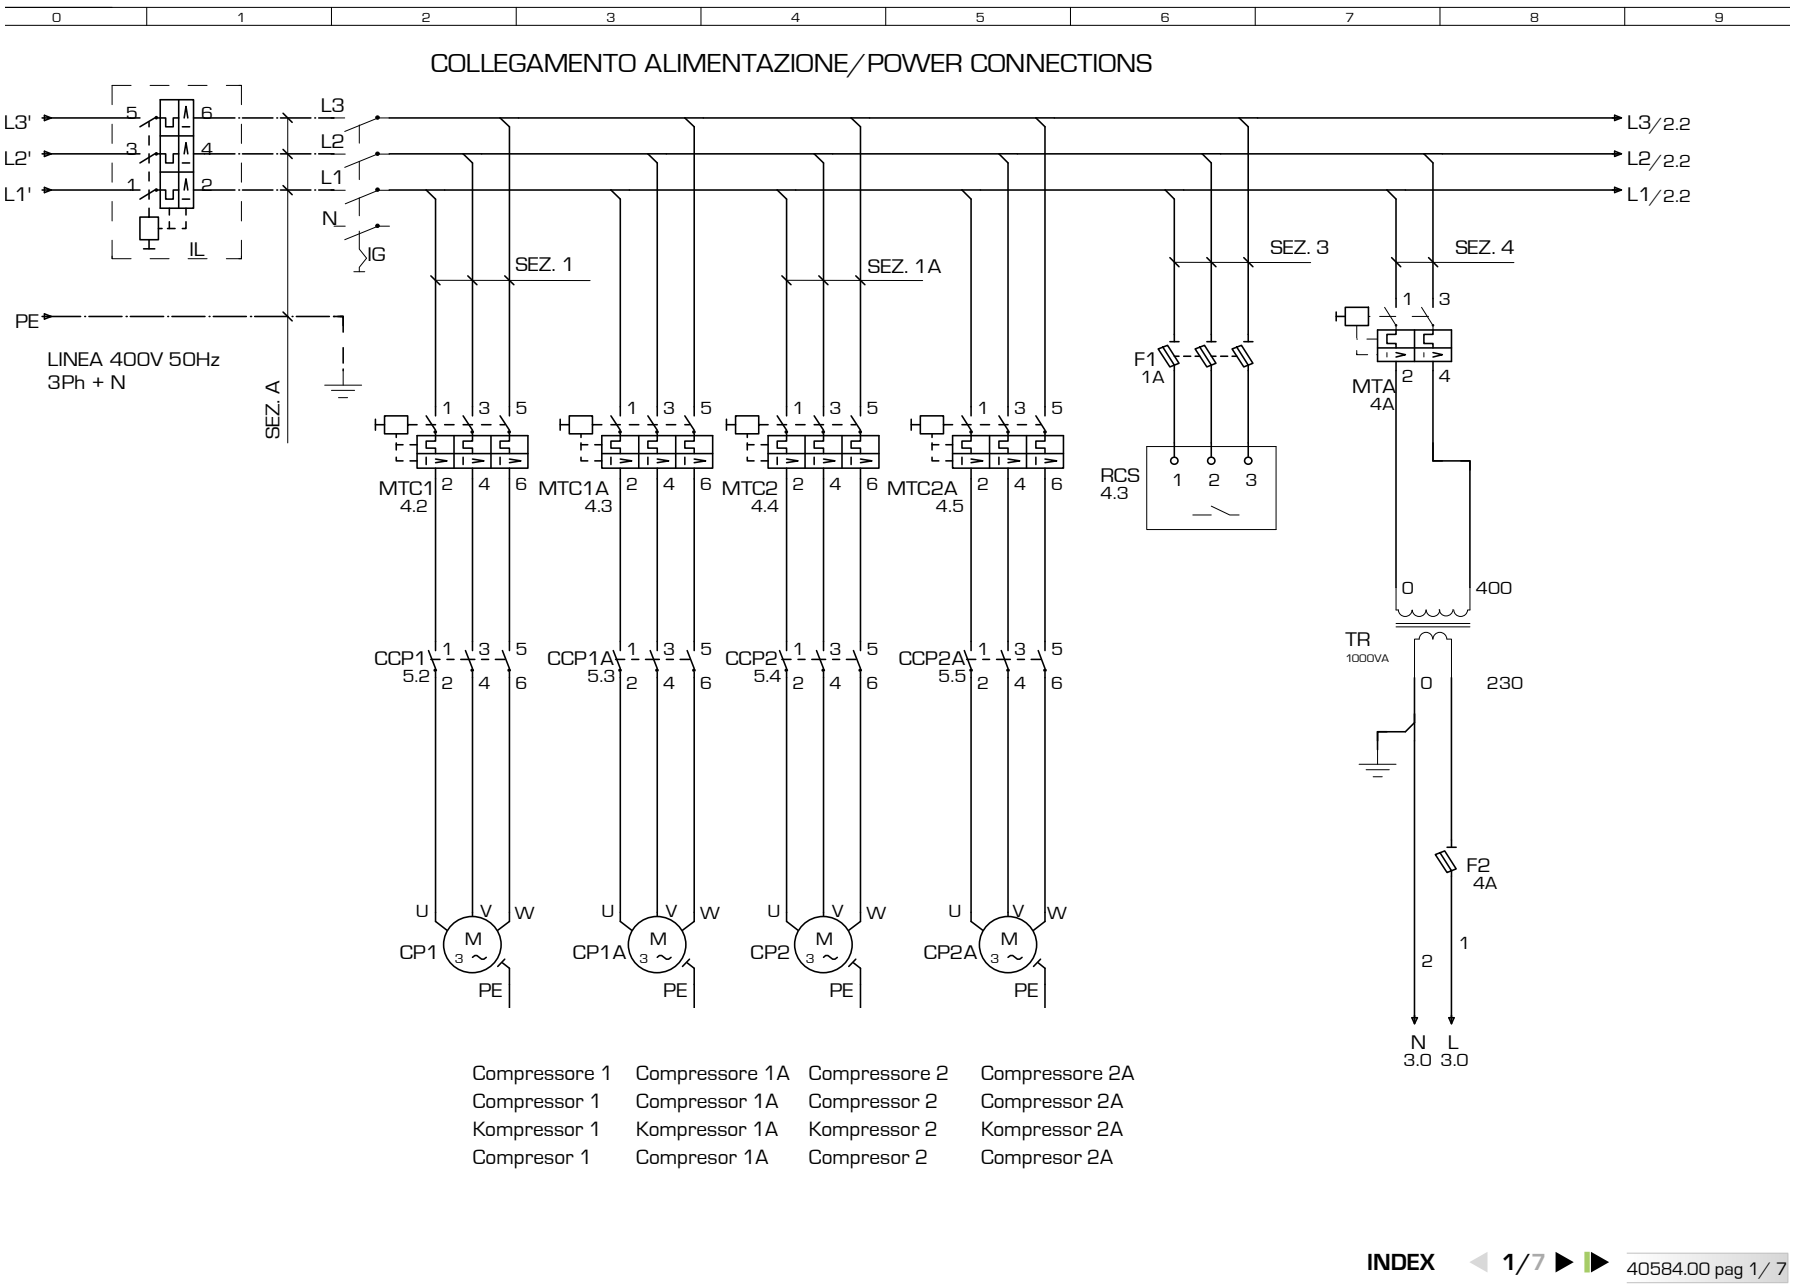 0 1 2 3 4 5 6 7 8 9
COLLEGAMENTO ALIMENTAZIONE/POWER CONNECTIONS
L3' 5 6 L3 L3/2.2
L2' 3 4 L2 L2/2.2
L1' 1 2 L1 L1/2.2
N
IL IG
SEZ. 1 SEZ. 1A SEZ. 3 SEZ. 4
PE
LINEA 400V 50Hz
3Ph + N
SEZ. A
1 3
MTA 2 4
4A
F1
1A
1 3 5 1 3 5 1 3 5 1 3 5
MTC1 2 4 6 MTC1A 2 4 6 MTC2 2 4 6 MTC2A 2 4 6
4.2 4.3 4.4 4.5
RCS 1 2 3
4.3
0 400
TR
1000VA
0 230
1 3 5 1 3 5 1 3 5 1 3 5
CCP1 CCP1A CCP2 CCP2A
5.2 2 4 6 5.3 2 4 6 5.4 2 4 6 5.5 2 4 6
F2
4A
U V W U V W U V W U V W
M M M M
CP1 3 CP1A 3 CP2 3 CP2A 3
PE PE PE PE
2 1
N L
3.0 3.0
Compressore 1 Compressore 1A Compressore 2 Compressore 2A
Compressor 1 Compressor 1A Compressor 2 Compressor 2A
Kompressor 1 Kompressor 1A Kompressor 2 Kompressor 2A
Compresor 1 Compresor 1A Compresor 2 Compresor 2A
INDEX 1/7 40584.00 pag 1/ 7